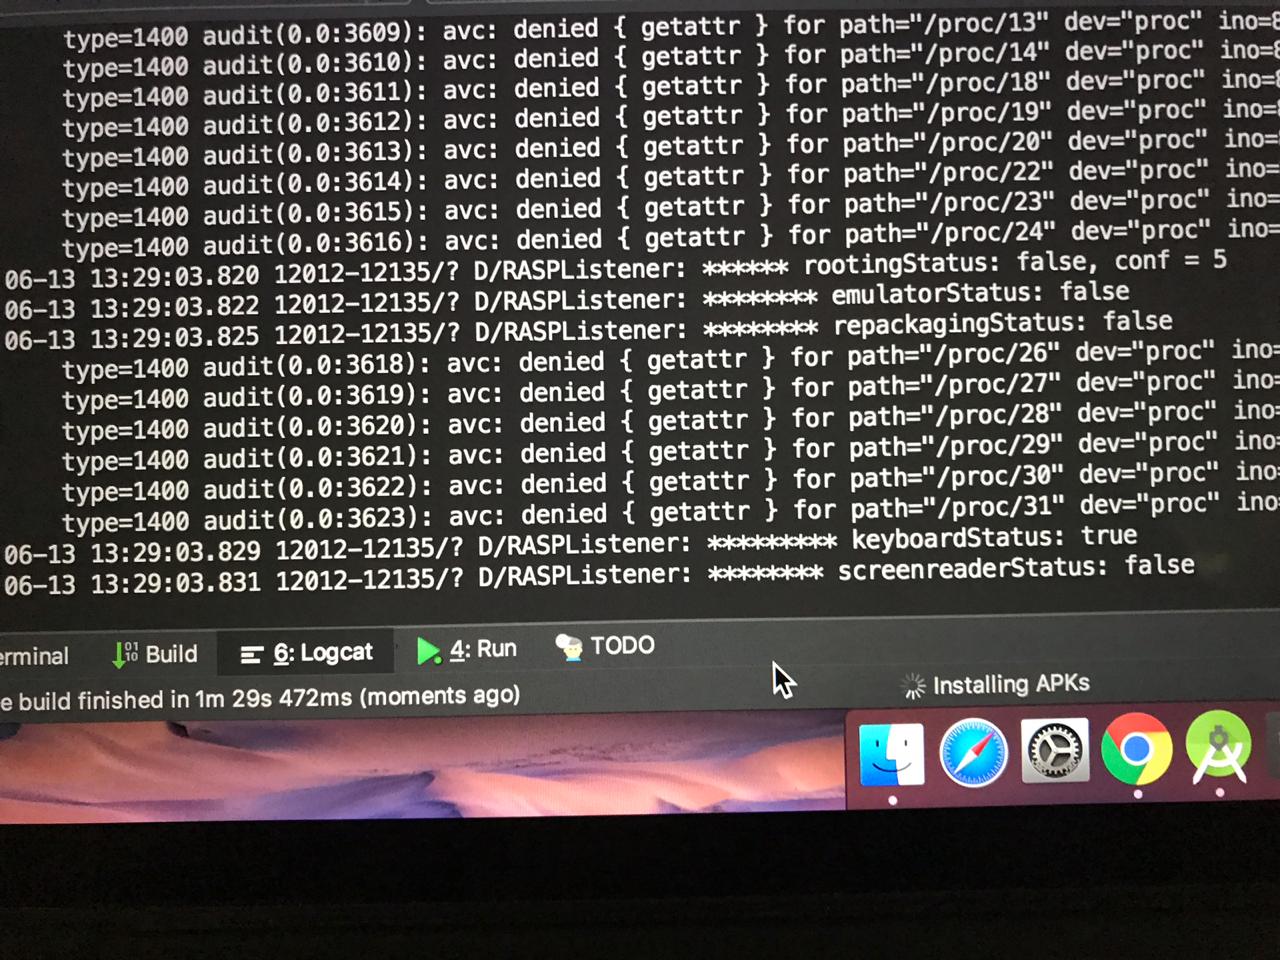 type=1400 audit(0.0:3609): avc: denied { getattr } for path="/proc/13" dev="proc" ino=8
type=1400 audit(0.0:3610): avc: denied { getattr } for path="/proc/14" dev="proc" ino=8
type=1400 audit(0.0:3611): avc: denied { getattr } for path="/proc/18" dev="proc" ino=8
type=1400 audit(0.0:3612): avc: denied { getattr } for path="/proc/19" dev="proc" ino=
type=1400 audit(0.0:3613): avc: denied { getattr } for path="/proc/20" dev="proc" ino=
type=1400 audit(0.0:3614): avc: denied { getattr } for path="/proc/22" dev="proc" ino=
type=1400 audit(0.0:3615): avc: denied { getattr } for path="/proc/23" dev="proc" ino=
type=1400 audit(0.0:3616): avc: denied { getattr } for path="/proc/24" dev="proc" ino=
06-13 13:29:03.820 12012-12135/? D/RASPListener: ****** rootingStatus: false, conf = 5
06-13 13:29:03.822 12012-12135/? D/RASPListener: ******** emulatorStatus: false
06-13 13:29:03.825 12012-12135/? D/RASPListener: ******** repackagingStatus: false
type=1400 audit(0.0:3618): avc: denied { getattr } for path="/proc/26" dev="proc" ino=
type=1400 audit(0.0:3619): avc: denied { getattr } for path="/proc/27" dev="proc" ino=
type=1400 audit(0.0:3620): avc: denied { getattr } for path="/proc/28" dev="proc" ino=
type=1400 audit(0.0:3621): avc: denied { getattr } for path="/proc/29" dev="proc" ino=
type=1400 audit(0.0:3622): avc: denied { getattr } for path="/proc/30" dev="proc" ino=
type=1400 audit(0.0:3623): avc: denied { getattr } for path="/proc/31" dev="proc" ino
06-13 13:29:03.829 12012-12135/? D/RASPListener: ********* keyboardStatus: true
06-13 13:29:03.831 12012-12135/? D/RASPListener: ******** screenreaderStatus: false
erminal Build 6: Logcat 4: Run TODO
e build finished in 1m 29s 472ms (moments ago) Installing APKs